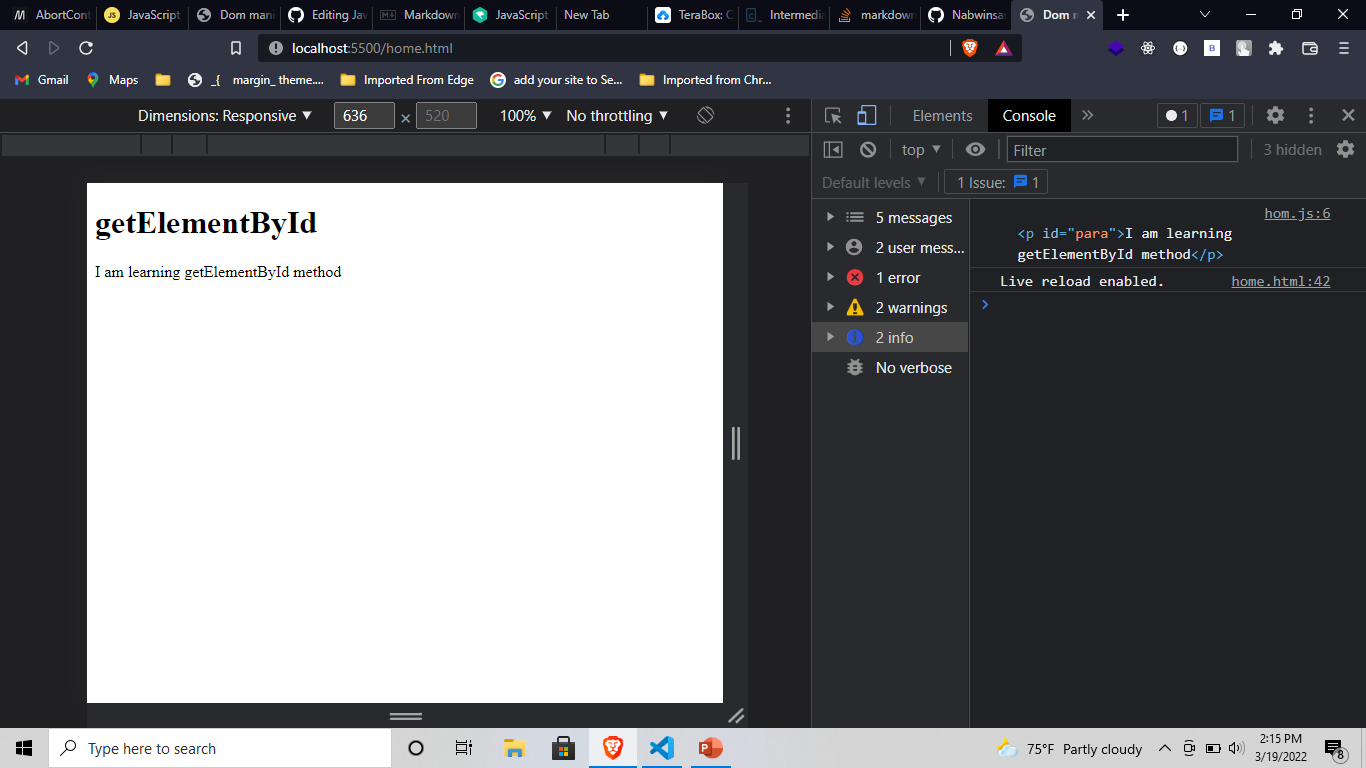 AbortCont
JavaScript
Dom mani
Editing Jav
Markdown
JavaScript
New Tab
TeraBox: C
Intermedia
markdown
Nabwinsa
Dom m
localhost:5500/home.html
Gmail
Maps
_{
margin_ theme....
Imported From Edge
add your site to Se...
Imported from Chr...
Dimensions: Responsive
636
×
520
100%
No throttling
Elements
Console
1
1
top
Filter
3 hidden
Default levels
1 Issue:
1
getElementById
I am learning getElementById method
5 messages
2 user mess...
1 error
2 warnings
2 info
No verbose
hom.js:6
<p id="para">I am learning
getElementById method</p>
Live reload enabled.
home.html:42
Type here to search
75°F Partly cloudy
2:15 PM
3/19/2022
8